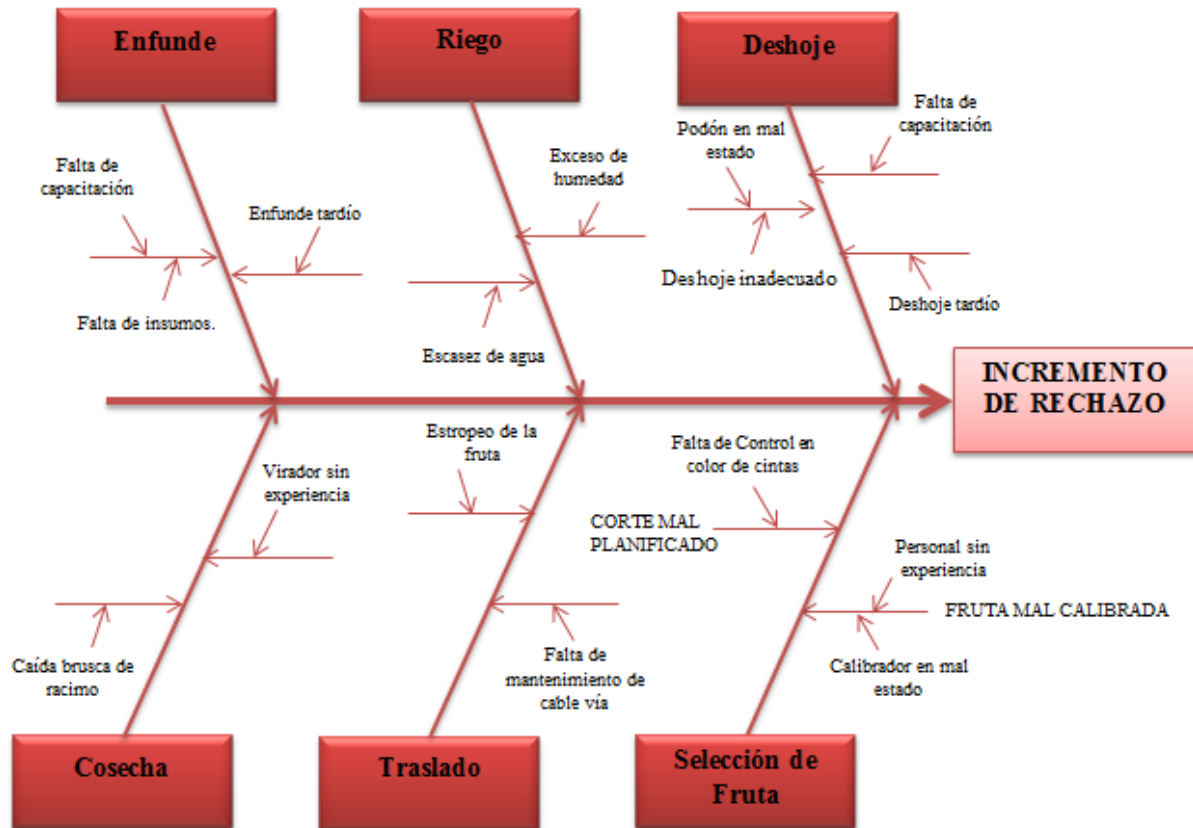 Enfunde
Riego
Deshoje
Falta de
capacitación
Enfunde tardío
Falta de insumos.
Exceso de
humedad
Escasez de agua
Podón en mal
estado
Falta de
capacitación
Deshoje inadecuado
Deshoje tardío
INCREMENTO
DE RECHAZO
Virador sin
experiencia
Caída brusca de
racimo
Estropeo de la
fruta
Falta de
mantenimiento de
cable vía
Falta de Control en
color de cintas
CORTE MAL
PLANIFICADO
Personal sin
experiencia
FRUTA MAL CALIBRADA
Calibrador en mal
estado
Cosecha
Traslado
Selección de
Fruta